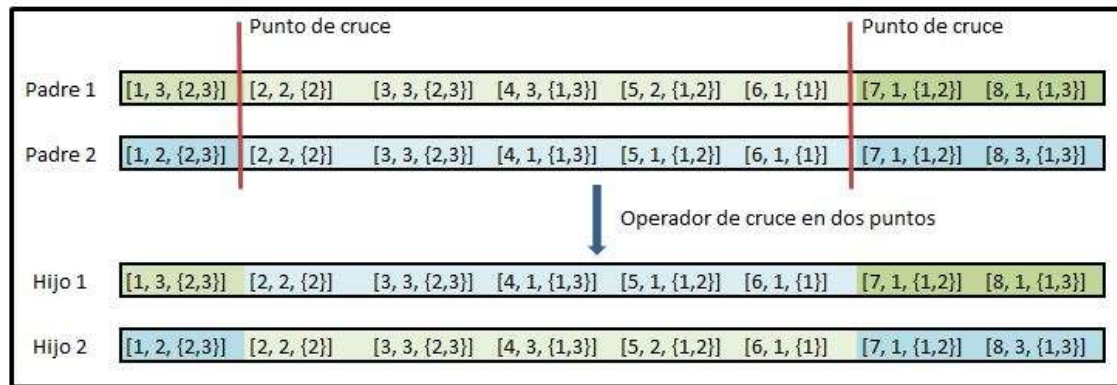 Punto de cruce Punto de cruce
Padre 1 [1, 3, {2,3}] [2, 2, {2}] [3, 3, {2,3}] [4, 3, {1,3}] [5, 2, {1,2}] [6, 1, {1}] [7, 1, {1,2}] [8, 1, {1,3}]
Padre 2 [1, 2, {2,3}] [2, 2, {2}] [3, 3, {2,3}] [4, 1, {1,3}] [5, 1, {1,2}] [6, 1, {1}] [7, 1, {1,2}] [8, 3, {1,3}]
Operador de cruce en dos puntos
Hijo 1 [1, 3, {2,3}] [2, 2, {2}] [3, 3, {2,3}] [4, 1, {1,3}] [5, 1, {1,2}] [6, 1, {1}] [7, 1, {1,2}] [8, 1, {1,3}]
Hijo 2 [1, 2, {2,3}] [2, 2, {2}] [3, 3, {2,3}] [4, 3, {1,3}] [5, 2, {1,2}] [6, 1, {1}] [7, 1, {1,2}] [8, 3, {1,3}]